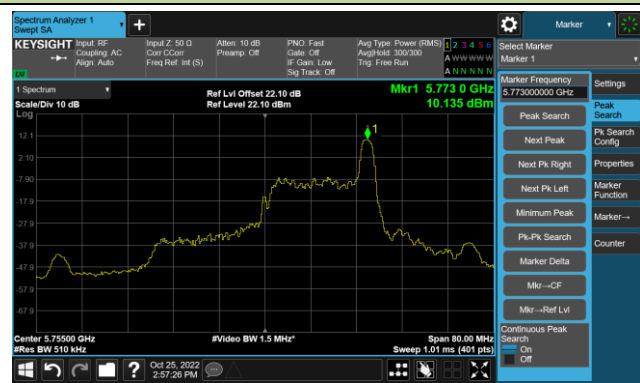 Spectrum Analyzer 1
Swept SA
Marker
KEYSIGHT
Input: RF
Coupling: AC
Align: Auto
Input Z: 50 Ω
Corr CCorr
Freq Ref: Int (S)
Atten: 10 dB
Preamp: Off
PNO: Fast
Gate: Off
IF Gain: Low
Sig Track: Off
Avg Type: Power (RMS)
Avg|Hold: 300/300
Trig: Free Run
1 2 3 4 5 6
A W W W W W
A N N N N N
LXI
Select Marker
Marker 1
1 Spectrum
Scale/Div 10 dB
Log
Ref Lvl Offset 22.10 dB
Ref Level 22.10 dBm
Mkr1 5.773 0 GHz
10.135 dBm
1
12.1
2.10
-7.90
-17.9
-27.9
-37.9
-47.9
-57.9
-67.9
Center 5.75500 GHz
#Res BW 510 kHz
#Video BW 1.5 MHz*
Span 80.00 MHz
Sweep 1.01 ms (401 pts)
Marker Frequency
5.773000000 GHz
Peak Search
Next Peak
Next Pk Right
Next Pk Left
Minimum Peak
Pk-Pk Search
Marker Delta
Mkr→CF
Mkr→Ref Lvl
Continuous Peak
Search
On
Off
Settings
Peak
Search
Pk Search
Config
Properties
Marker
Function
Marker→
Counter
?
Oct 25, 2022
2:57:26 PM